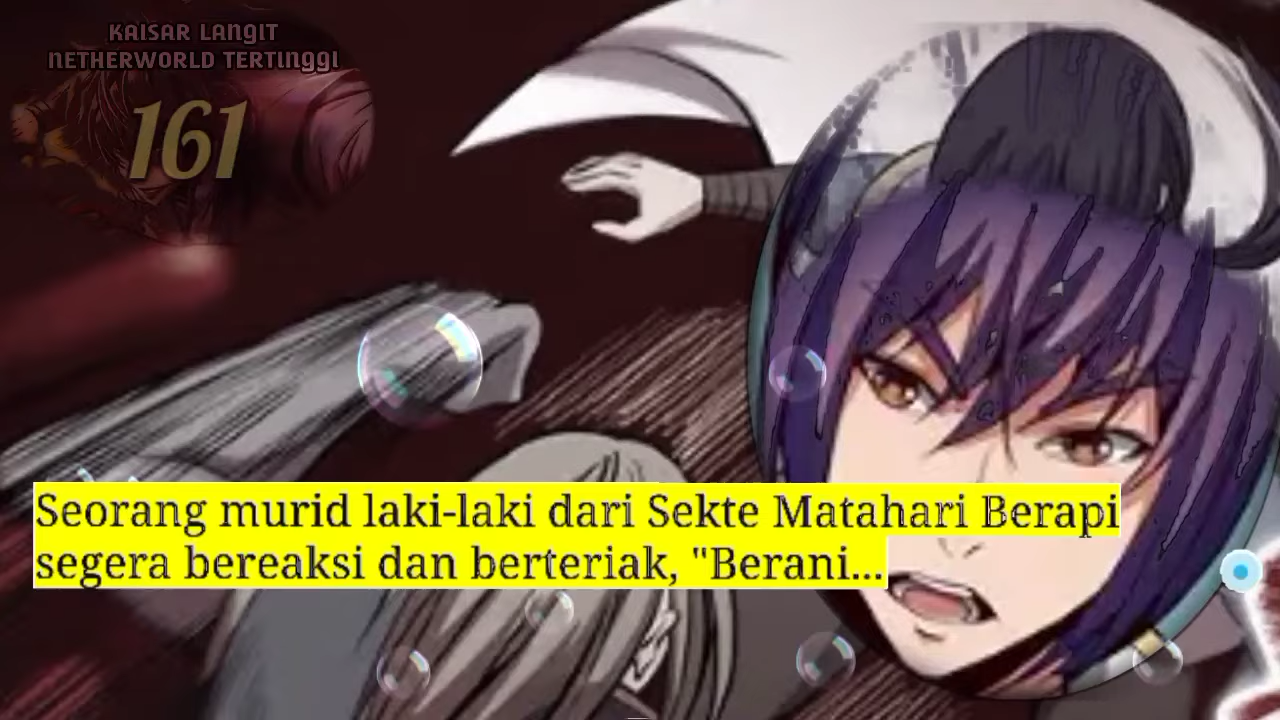 KAISAR LANGIT
NETHERWORLD TERTINGGI
161
Seorang murid laki-laki dari Sekte Matahari Berapi
segera bereaksi dan berteriak, "Berani...